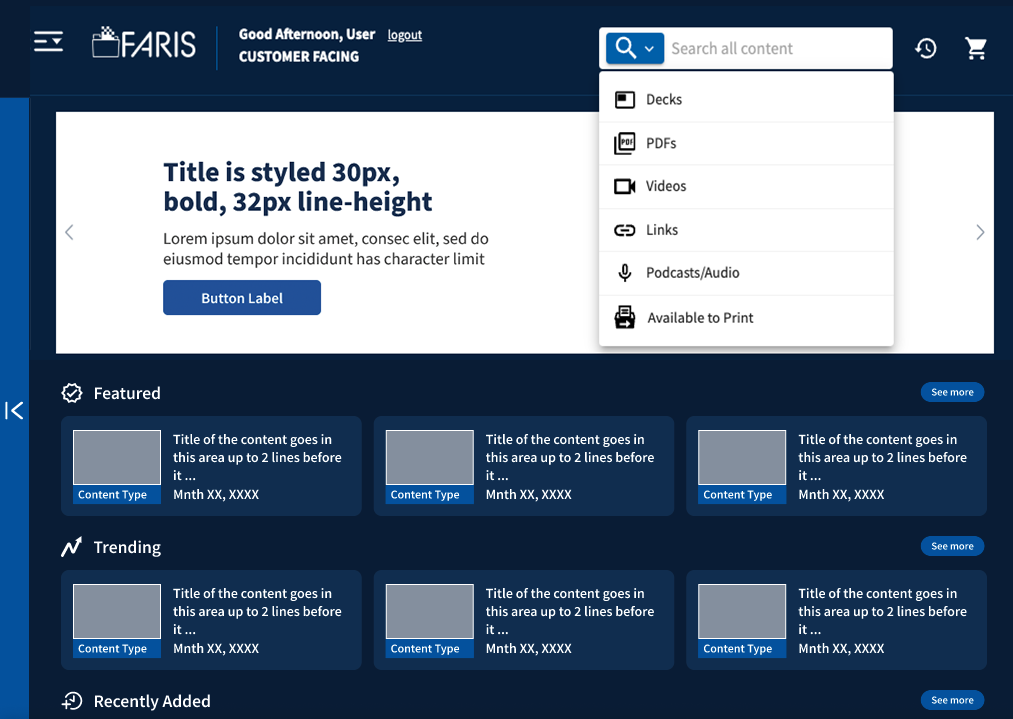 FARIS
Good Afternoon, User logout
CUSTOMER FACING
Search all content
Decks
PDF PDFs
Videos
Links
Podcasts/Audio
Available to Print
Title is styled 30px,
bold, 32px line-height
Lorem ipsum dolor sit amet, consec elit, sed do
eiusmod tempor incididunt has character limit
Button Label
Featured
See more
Title of the content goes in
this area up to 2 lines before
it ...
Content Type
Mnth XX, XXXX
Title of the content goes in
this area up to 2 lines before
it ...
Content Type
Mnth XX, XXXX
Title of the content goes in
this area up to 2 lines before
it ...
Content Type
Mnth XX, XXXX
Trending
See more
Title of the content goes in
this area up to 2 lines before
it ...
Content Type
Mnth XX, XXXX
Title of the content goes in
this area up to 2 lines before
it ...
Content Type
Mnth XX, XXXX
Title of the content goes in
this area up to 2 lines before
it ...
Content Type
Mnth XX, XXXX
Recently Added
See more